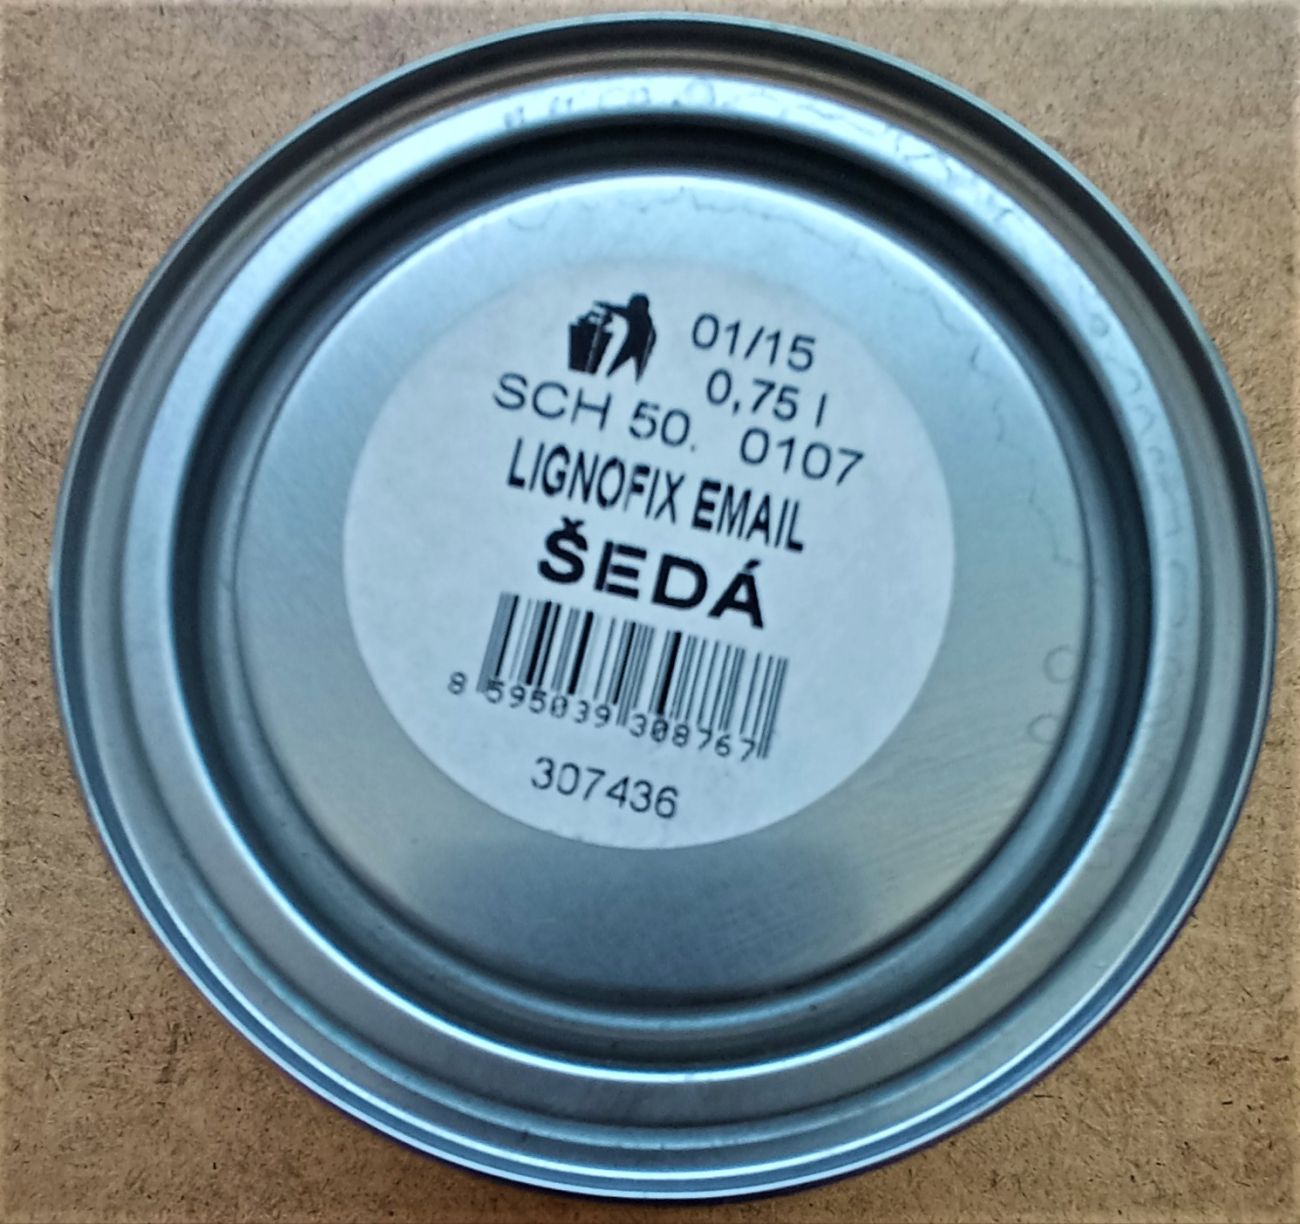 01/15
0,75 l
SCH 50. 0107
LIGNOFIX EMAIL
ŠEDÁ
8 595039 308767
307436